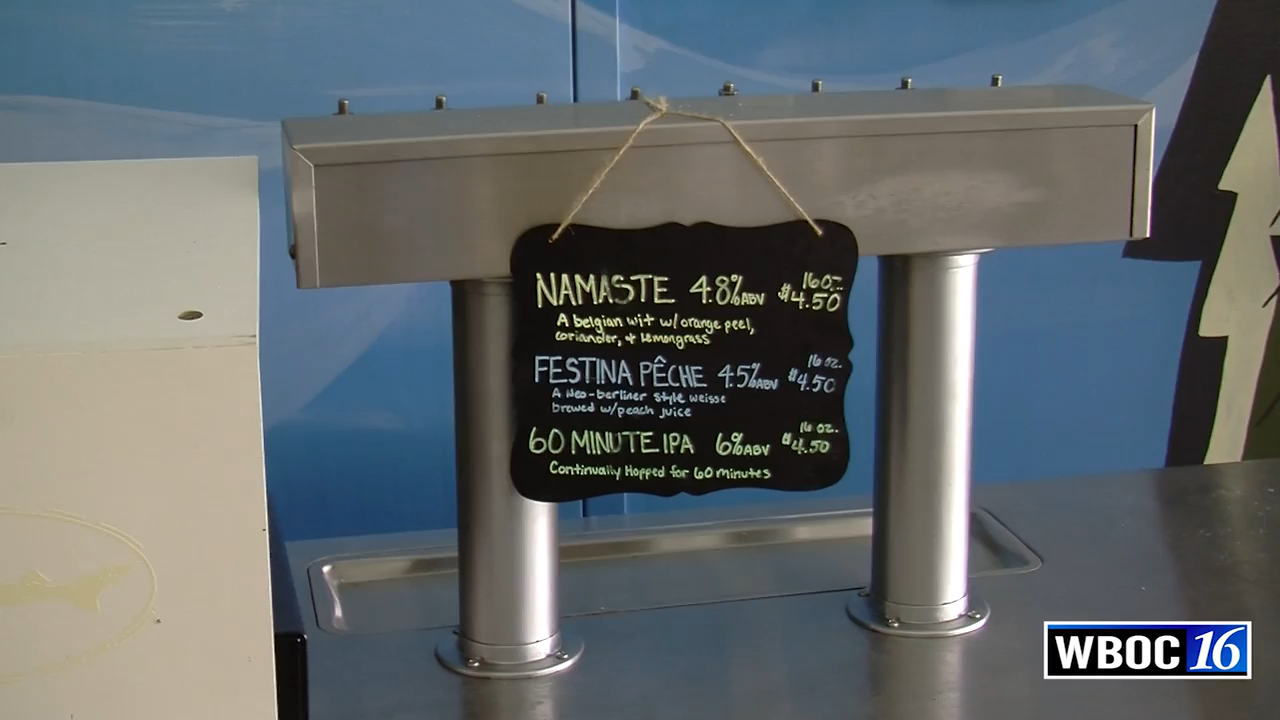 NAMASTE 4.8% ABV 16 oz. $4.50
A belgian wit w/ orange peel,
coriander, & Lemongrass
FESTINA PÊCHE 4.5% ABV 16 oz. $4.50
A Neo-berliner style weisse
brewed w/ peach juice
60 MINUTE IPA 6% ABV 16 oz. $4.50
Continually Hopped for 60 minutes
WBOC 16